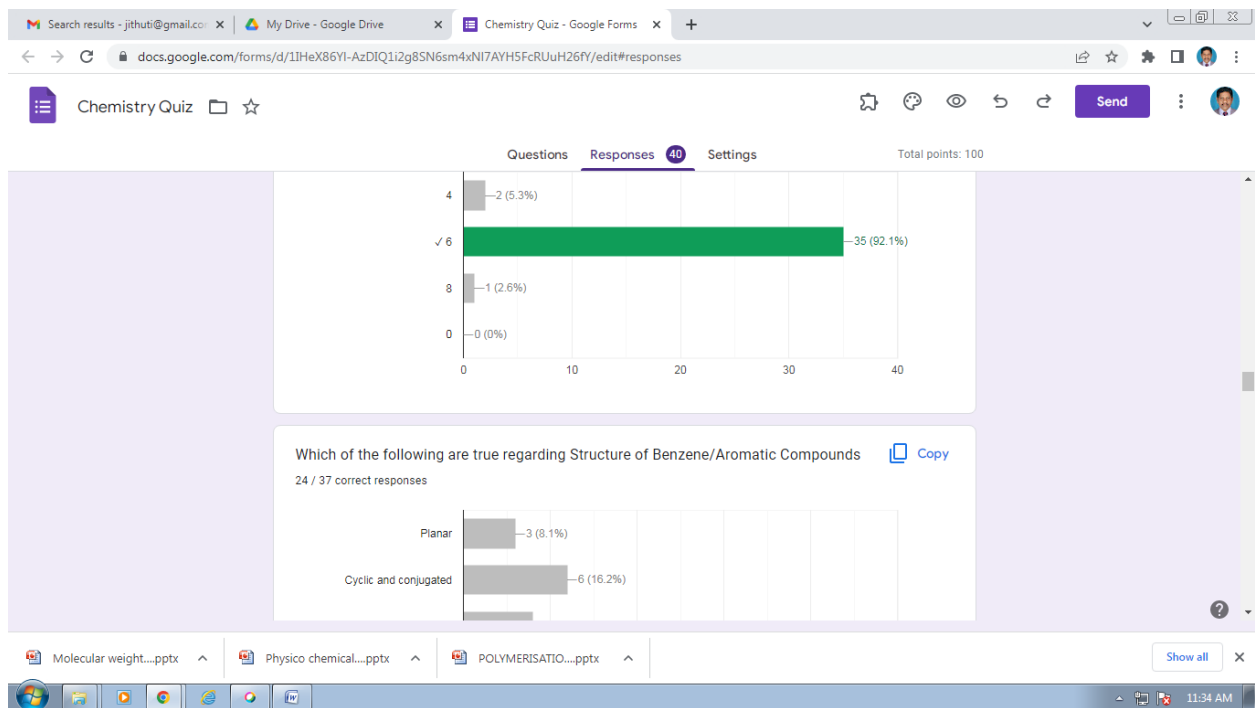 Search results - jithuti@gmail.cor
My Drive - Google Drive
Chemistry Quiz - Google Forms
docs.google.com/forms/d/1IHeX86YI-AzDIQ1i2g8SN6sm4xNI7AYH5FcRUuH26fY/edit#responses
Chemistry Quiz
Send
Questions Responses 40 Settings Total points: 100
4 2 (5.3%)
✓ 6 35 (92.1%)
8 1 (2.6%)
0 0 (0%)
0 10 20 30 40
Which of the following are true regarding Structure of Benzene/Aromatic Compounds Copy
24 / 37 correct responses
Planar 3 (8.1%)
Cyclic and conjugated 6 (16.2%)
Molecular weight....pptx Physico chemical....pptx POLYMERISATIO....pptx Show all
11:34 AM